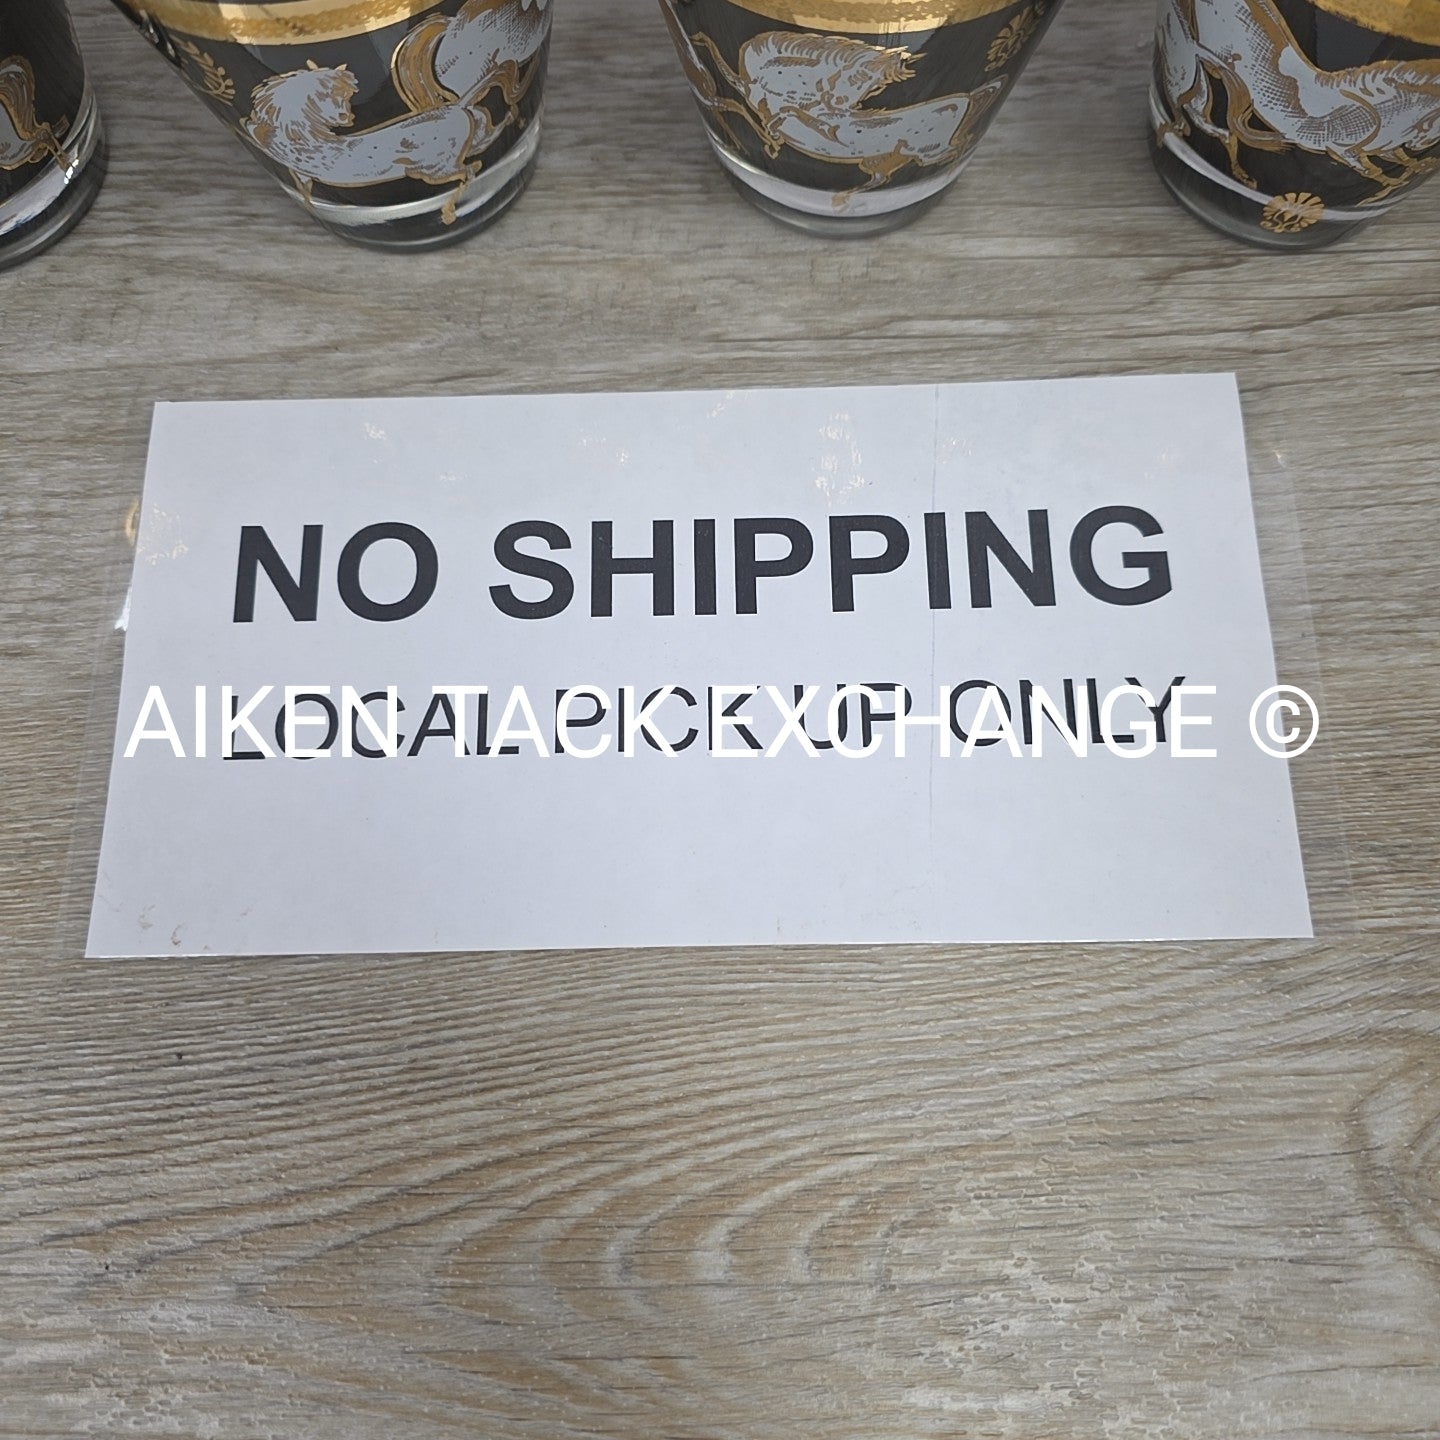 NO SHIPPING
LOCAL PICK UP ONLY
AIKEN TACK EXCHANGE ©